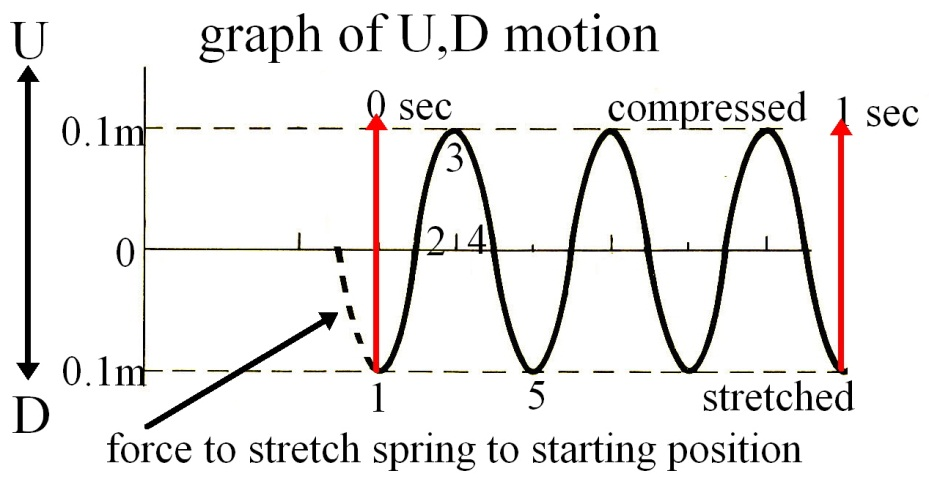 U
graph of U,D motion
0 sec
compressed
1 sec
0.1m
3
2
4
0
0.1m
1
5
stretched
D
force to stretch spring to starting position